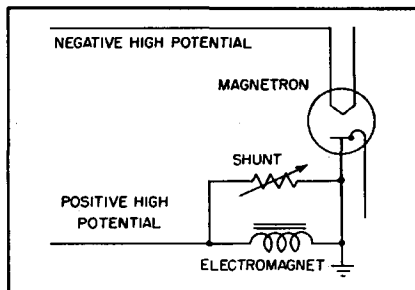 NEGATIVE HIGH POTENTIAL
MAGNETRON
SHUNT
POSITIVE HIGH
POTENTIAL
ELECTROMAGNET